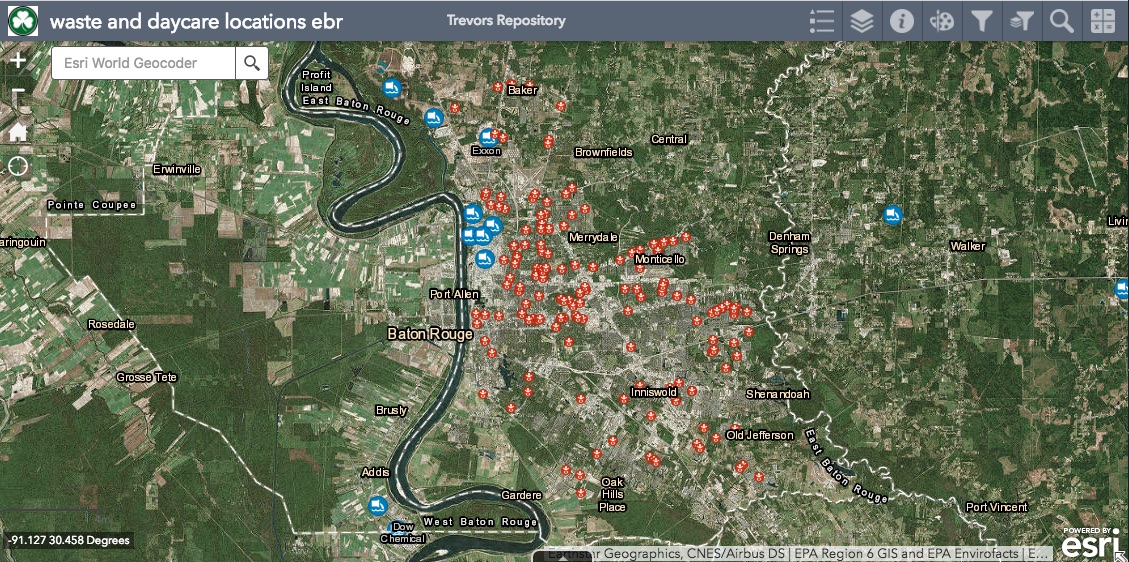 waste and daycare locations ebr
Trevors Repository
Esri World Geocoder
Profit
Island
East Baton Rouge
Baker
Exxon
Brownfields
Central
Erwinville
Pointe Coupee
aringouin
Merrydale
Monticello
Denham
Springs
Walker
Livin
Port Allen
Rosedale
Baton Rouge
Grosse Tete
Inniswold
Shenandoah
Brusly
Old Jefferson
East Baton Rouge
Addis
Oak
Hills
Place
Gardere
Port Vincent
West Baton Rouge
Dow
Chemical
-91.127 30.458 Degrees
POWERED BY
esri
Earthstar Geographics, CNES/Airbus DS | EPA Region 6 GIS and EPA Envirofacts | E...